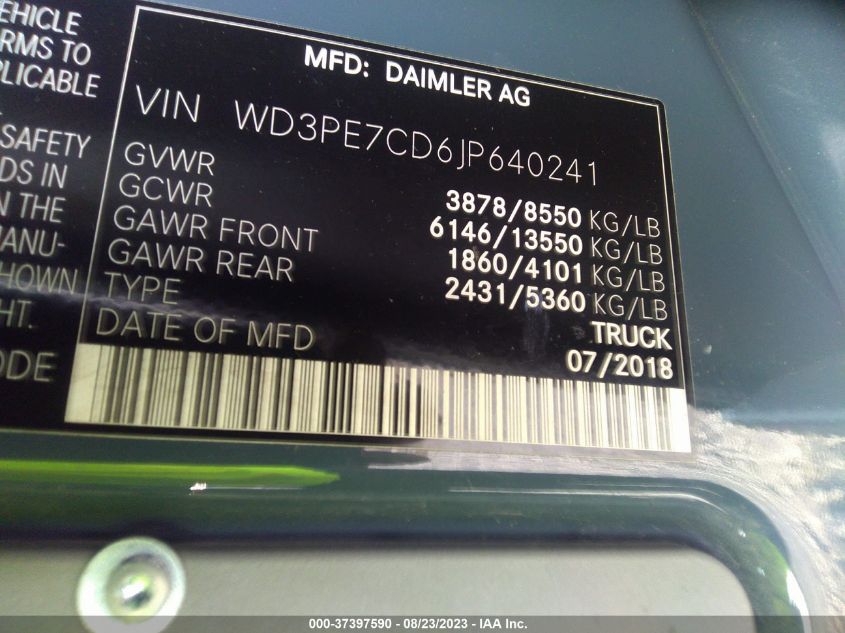 EHICLE
RMS TO
PLICABLE
SAFETY
DS IN
N THE
MANU-
HOWN
HT.
ODE
MFD: DAIMLER AG
VIN WD3PE7CD6JP640241
GVWR 3878/8550 KG/LB
GCWR 6146/13550 KG/LB
GAWR FRONT 1860/4101 KG/LB
GAWR REAR 2431/5360 KG/LB
TYPE TRUCK
DATE OF MFD 07/2018
000-37397590 - 08/23/2023 - IAA Inc.